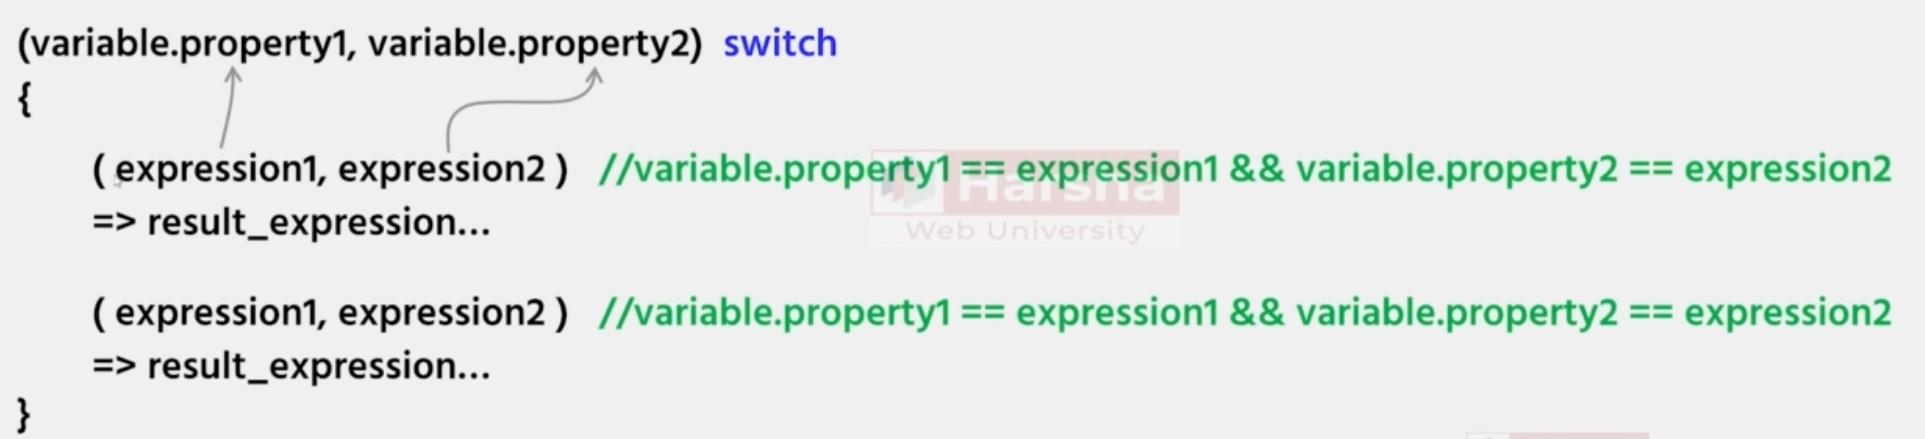 (variable.property1, variable.property2) switch
{
( expression1, expression2 ) //variable.property1 == expression1 && variable.property2 == expression2
=> result_expression...
Harsha
Web University
( expression1, expression2 ) //variable.property1 == expression1 && variable.property2 == expression2
=> result_expression...
}